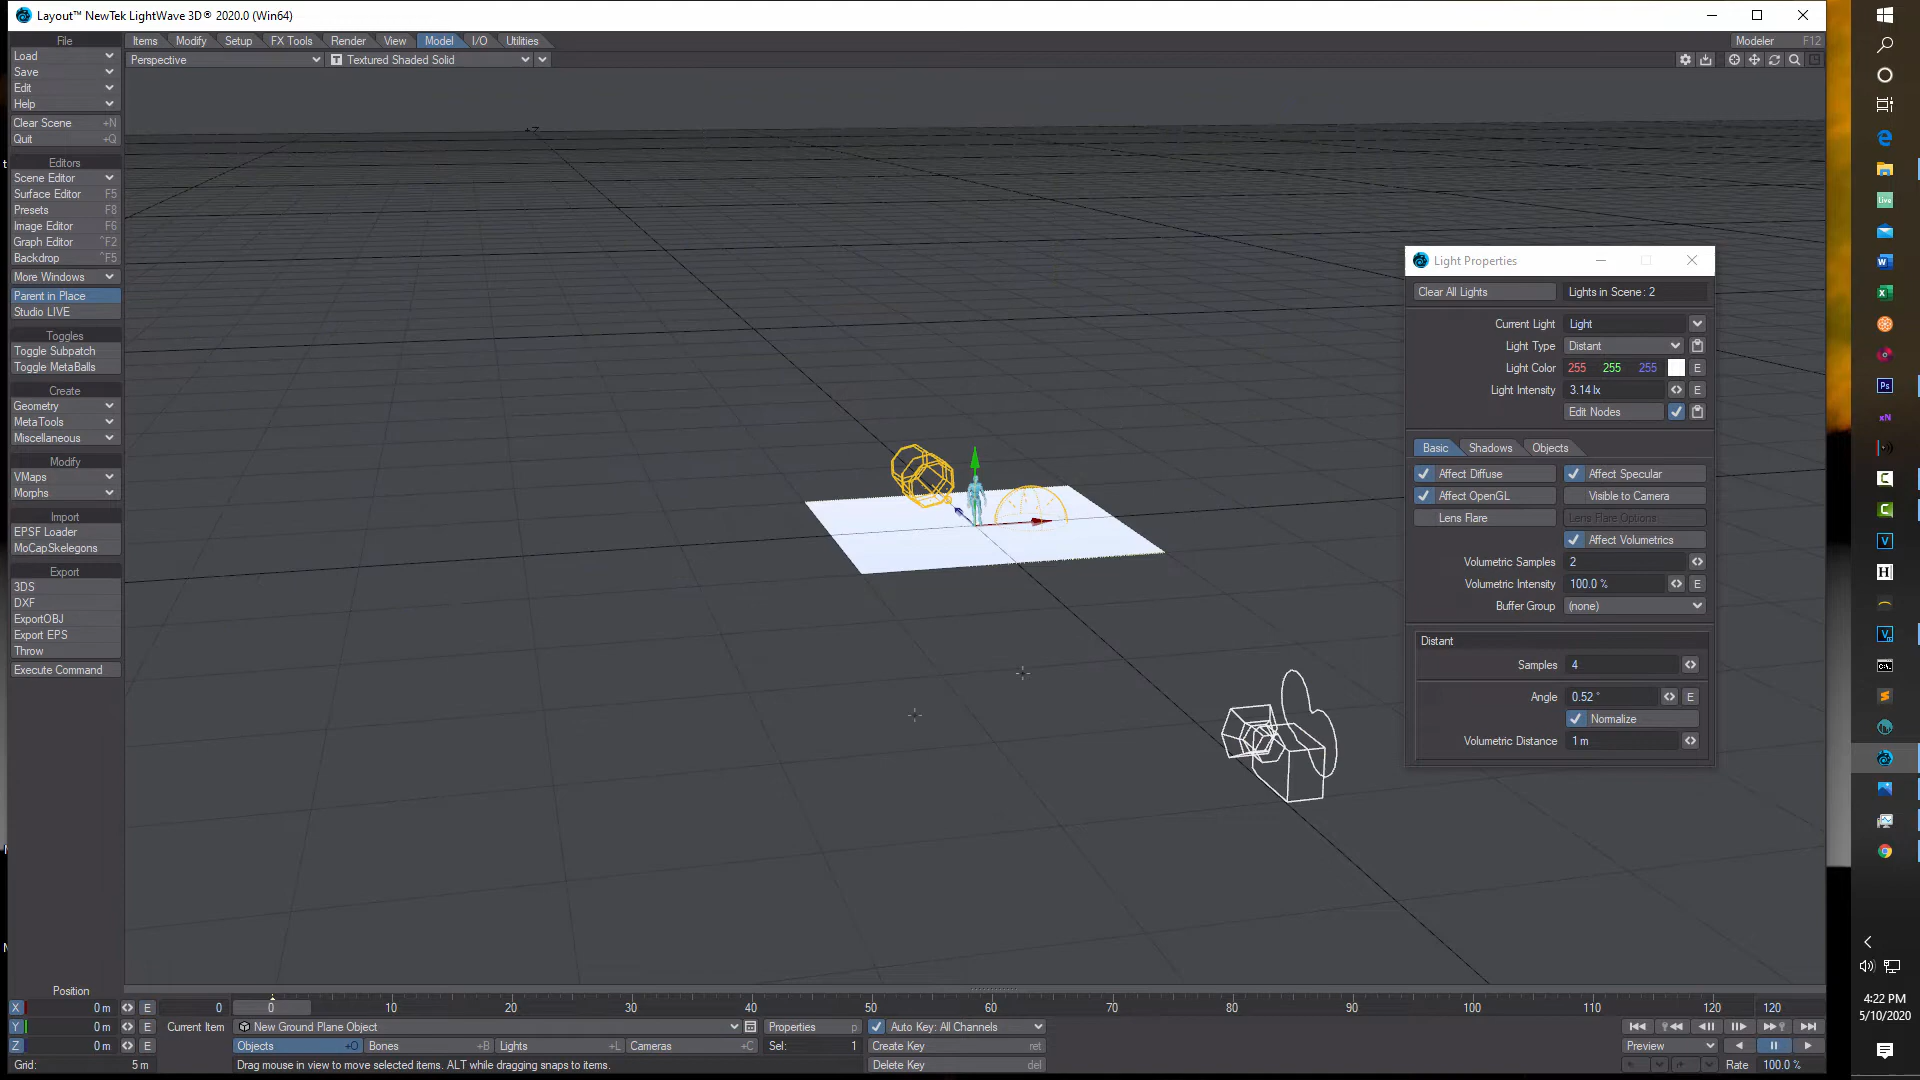 Layout™ NewTek LightWave 3D® 2020.0 (Win64)
File
Items Modify Setup FX Tools Render View Model I/O Utilities
Modeler F12
Load
Perspective
Textured Shaded Solid
Save
Edit
Help
Clear Scene +N
Quit +Q
Editors
Scene Editor
Surface Editor F5
Presets F8
Image Editor F6
Graph Editor ^F2
Backdrop ^F5
More Windows
Parent in Place
Studio LIVE
Toggles
Toggle Subpatch
Toggle MetaBalls
Create
Geometry
MetaTools
Miscellaneous
Modify
VMaps
Morphs
Import
EPSF Loader
MoCapSkelegons
Export
3DS
DXF
ExportOBJ
Export EPS
Throw
Execute Command
Light Properties
Clear All Lights
Lights in Scene : 2
Current Light Light
Light Type Distant
Light Color 255 255 255 E
Light Intensity 3.14 lx E
Edit Nodes
Basic Shadows Objects
Affect Diffuse Affect Specular
Affect OpenGL Visible to Camera
Lens Flare Lens Flare Options
Affect Volumetrics
Volumetric Samples 2
Volumetric Intensity 100.0 % E
Buffer Group (none)
Distant
Samples 4
Angle 0.52 ° E
Normalize
Volumetric Distance 1 m
Position
X 0 m E 0
0 10 20 30 40 50 60 70 80 90 100 110 120 120
Y 0 m E
Current Item New Ground Plane Object
Properties p
Auto Key: All Channels
Z 0 m E
Objects +O Bones +B Lights +L Cameras +C
Sel: 1
Create Key ret
Preview
Grid: 5 m
Drag mouse in view to move selected items. ALT while dragging snaps to items.
Delete Key del
Rate 100.0 %
4:22 PM
5/10/2020